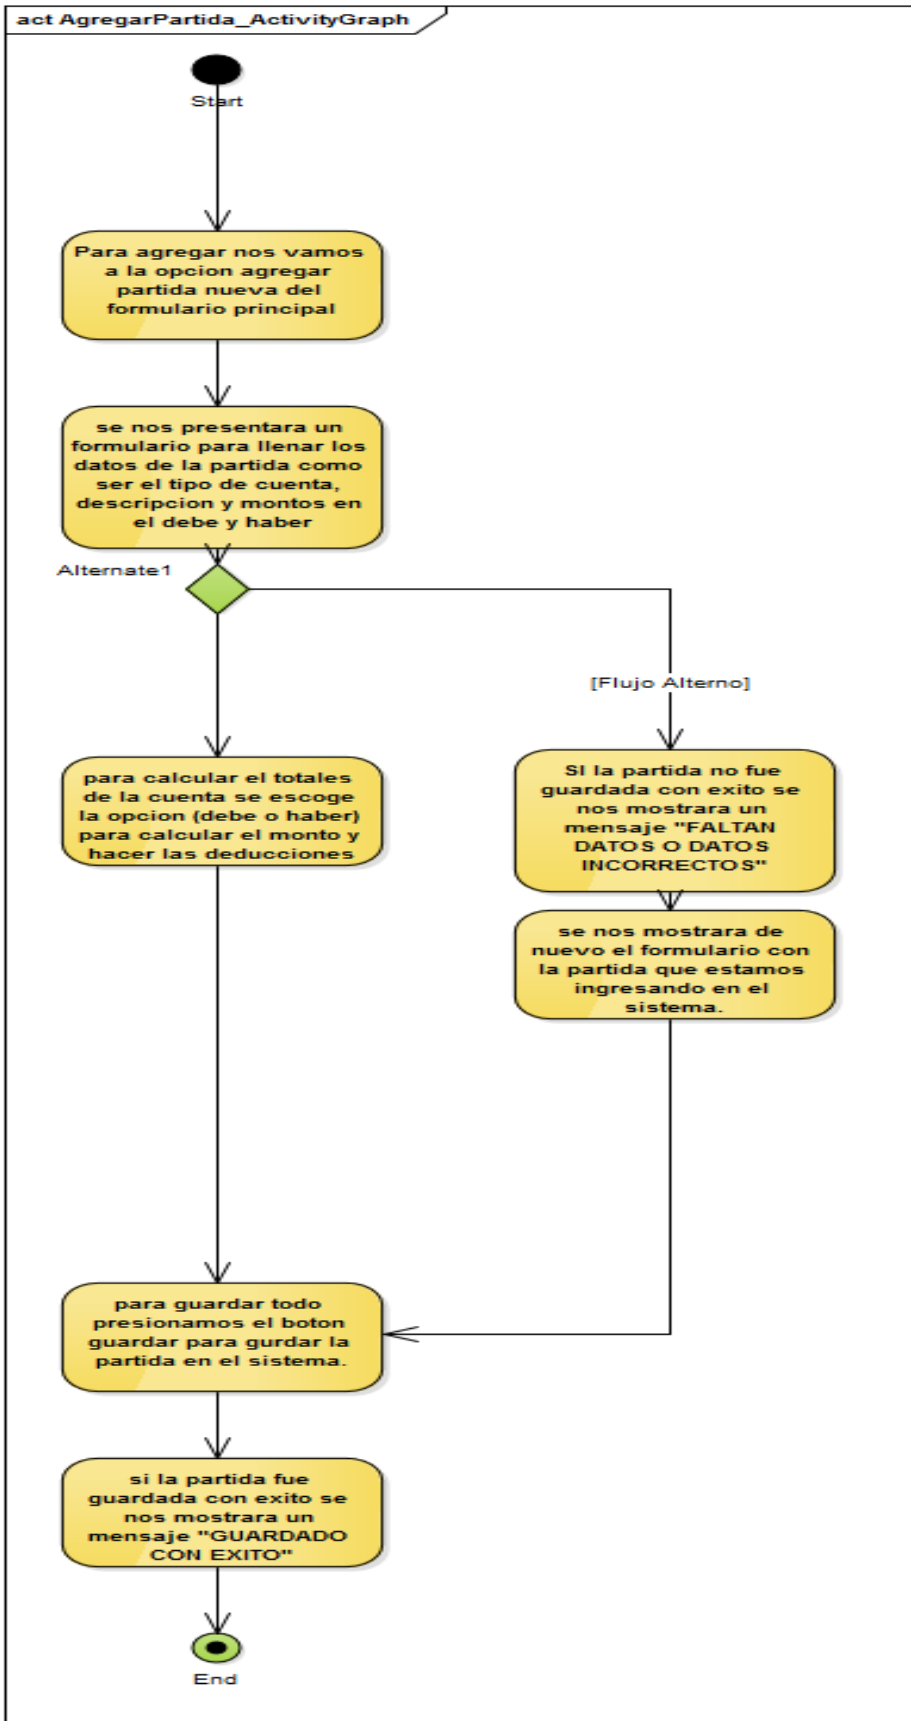 act AgregarPartida_ActivityGraph
Start
Para agregar nos vamos
a la opcion agregar
partida nueva del
formulario principal
se nos presentara un
formulario para llenar los
datos de la partida como
ser el tipo de cuenta,
descripcion y montos en
el debe y haber
Alternate1
[Flujo Alterno]
para calcular el totales
de la cuenta se escoge
la opcion (debe o haber)
para calcular el monto y
hacer las deducciones
SI la partida no fue
guardada con exito se
nos mostrara un
mensaje "FALTAN
DATOS O DATOS
INCORRECTOS"
se nos mostrara de
nuevo el formulario con
la partida que estamos
ingresando en el
sistema.
para guardar todo
presionamos el boton
guardar para gurdar la
partida en el sistema.
si la partida fue
guardada con exito se
nos mostrara un
mensaje "GUARDADO
CON EXITO"
End